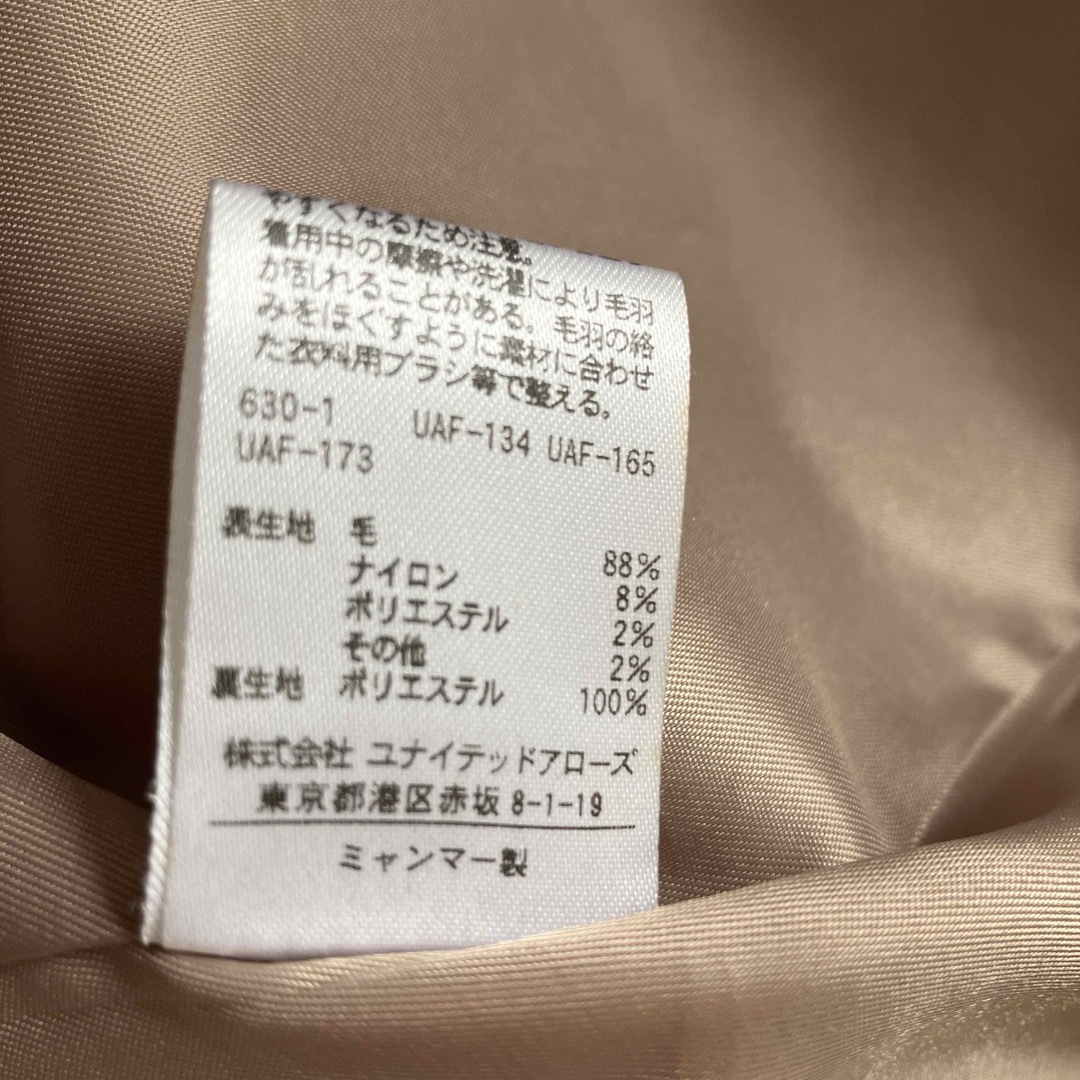 やすくなるため注意。
着用中の摩擦や洗濯により毛羽
が乱れることがある。毛羽の絡
みをほぐすように素材に合わせ
た衣料用ブラシ等で整える。
630-1 UAF-134 UAF-165
UAF-173
表生地 毛 88%
ナイロン 8%
ポリエステル 2%
その他 2%
裏生地 ポリエステル 100%
株式会社 ユナイテッドアローズ
東京都港区赤坂8-1-19
ミャンマー製